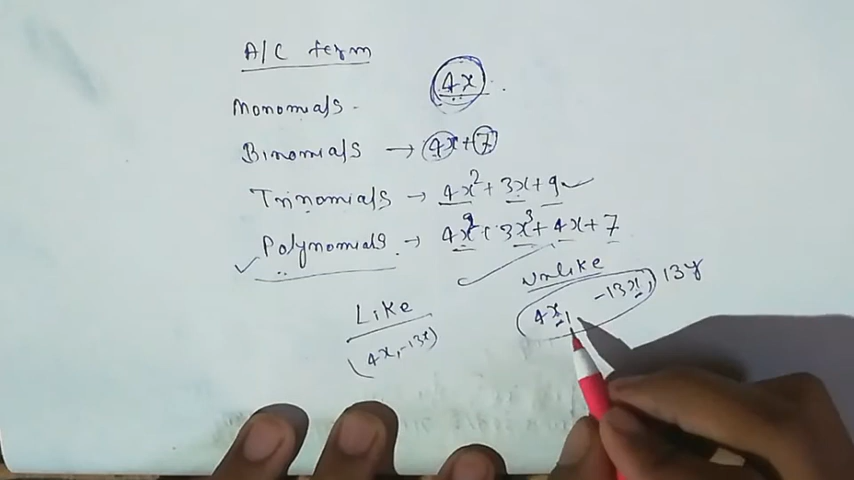 A/C term
4x
Monomials.
Binomials → 4x+7
Trinomials → 4x²+3x+9
Polynomials. → 4x⁹+3x³+4x+7
Unlike
4x, -13x, 13y
Like
(4x, -13x)